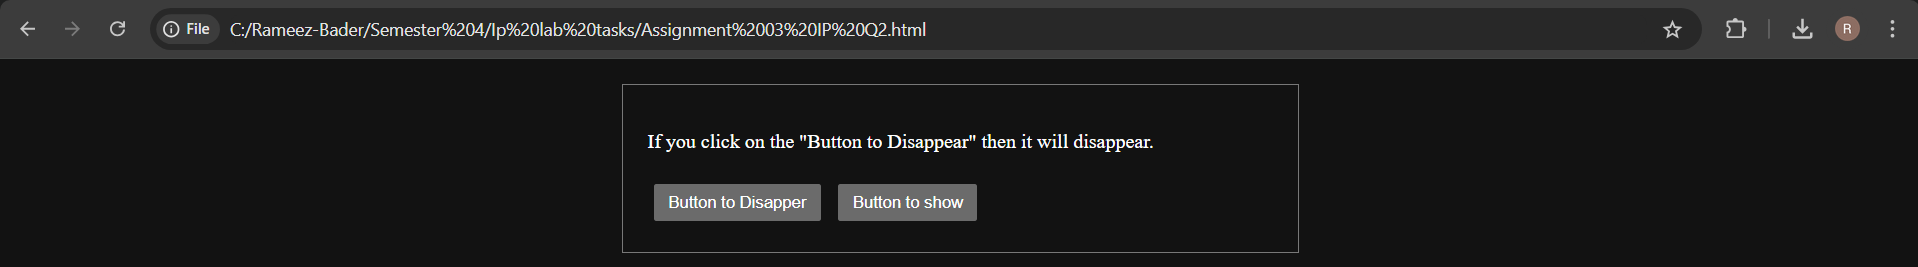 File C:/Rameez-Bader/Semester%204/Ip%20lab%20tasks/Assignment%2003%20IP%20Q2.html R
If you click on the "Button to Disappear" then it will disappear.
Button to Disapper Button to show